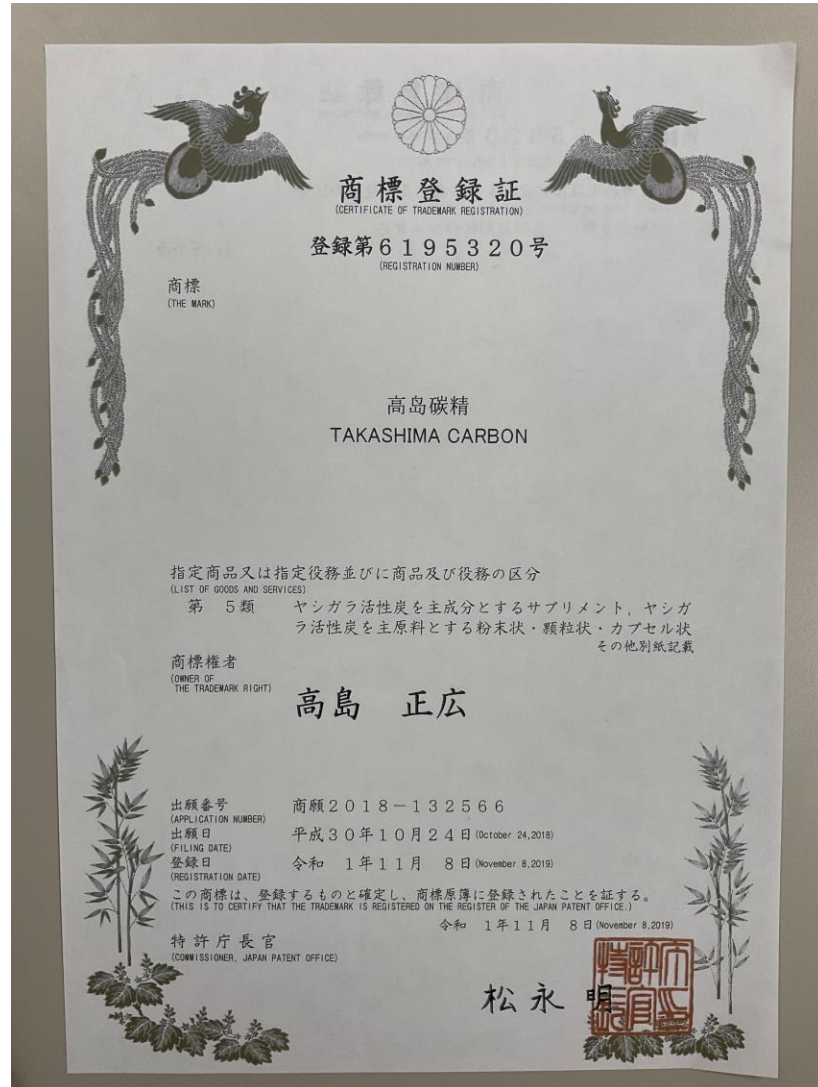 商標登録証
(CERTIFICATE OF TRADEMARK REGISTRATION)
登録第6195320号
(REGISTRATION NUMBER)
商標
(THE MARK)
高岛碳精
TAKASHIMA CARBON
指定商品又は指定役務並びに商品及び役務の区分
(LIST OF GOODS AND SERVICES)
第 5類 ヤシガラ活性炭を主成分とするサプリメント,ヤシガ
ラ活性炭を主原料とする粉末状・顆粒状・カプセル状
その他別紙記載
商標権者
(OWNER OF
THE TRADEMARK RIGHT)
高島 正広
出願番号 商願2018-132566
(APPLICATION NUMBER)
出願日 平成30年10月24日(October 24,2018)
(FILING DATE)
登録日 令和 1年11月 8日(November 8,2019)
(REGISTRATION DATE)
この商標は、登録するものと確定し、商標原簿に登録されたことを証する。
(THIS IS TO CERTIFY THAT THE TRADEMARK IS REGISTERED ON THE REGISTER OF THE JAPAN PATENT OFFICE.)
令和 1年11月 8日(November 8,2019)
特許庁長官
(COMMISSIONER, JAPAN PATENT OFFICE)
松永明